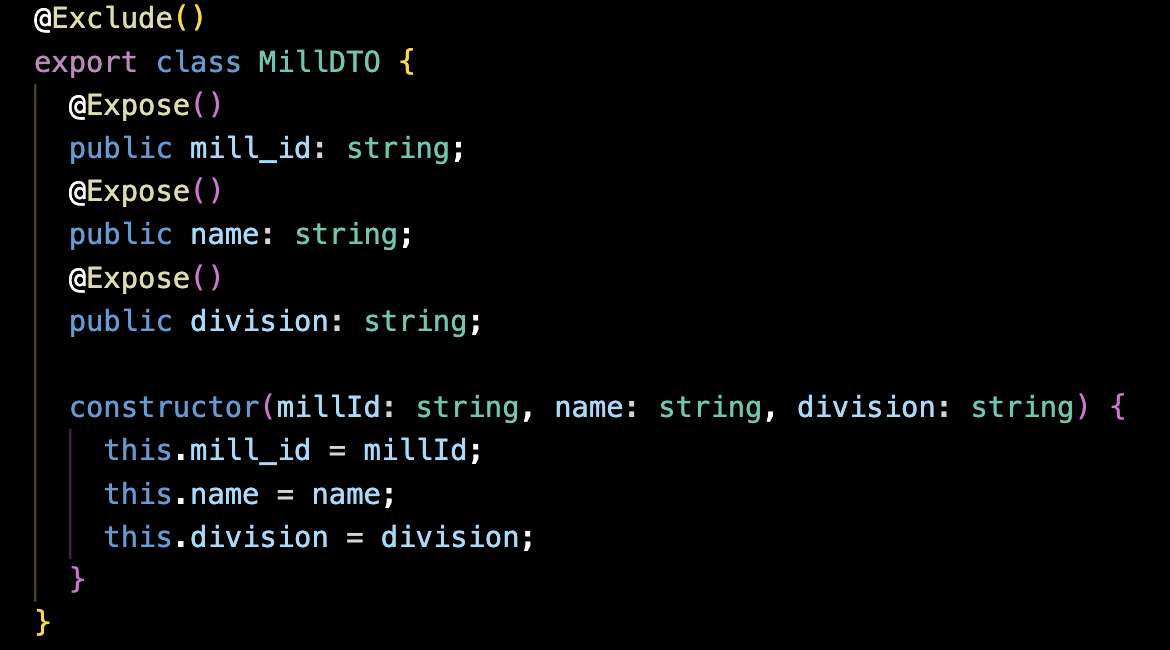 @Exclude()
export class MillDTO {
  @Expose()
  public mill_id: string;
  @Expose()
  public name: string;
  @Expose()
  public division: string;

  constructor(millId: string, name: string, division: string) {
    this.mill_id = millId;
    this.name = name;
    this.division = division;
  }
}